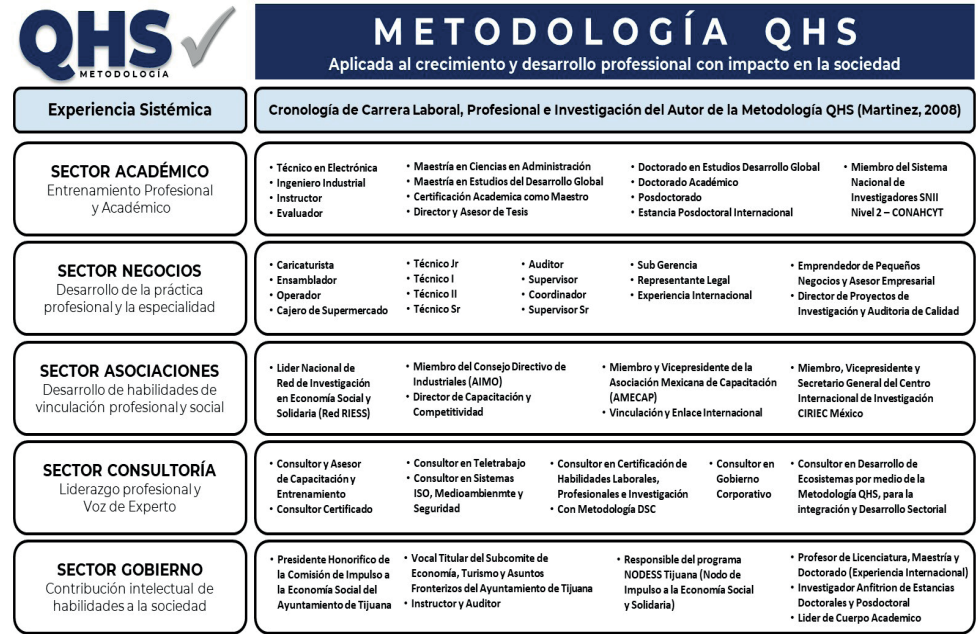 QHS
METODOLOGÍA
METODOLOGÍA QHS
Aplicada al crecimiento y desarrollo professional con impacto en la sociedad
Experiencia Sistémica
Cronología de Carrera Laboral, Profesional e Investigación del Autor de la Metodología QHS (Martinez, 2008)
SECTOR ACADÉMICO
Entrenamiento Profesional
y Académico
• Técnico en Electrónica
• Ingeniero Industrial
• Instructor
• Evaluador
• Maestría en Ciencias en Administración
• Maestría en Estudios del Desarrollo Global
• Certificación Academica como Maestro
• Director y Asesor de Tesis
• Doctorado en Estudios Desarrollo Global
• Doctorado Académico
• Posdoctorado
• Estancia Posdoctoral Internacional
• Miembro del Sistema
Nacional de
Investigadores SNII
Nivel 2 – CONAHCYT
SECTOR NEGOCIOS
Desarrollo de la práctica
profesional y la especialidad
• Caricaturista
• Ensamblador
• Operador
• Cajero de Supermercado
• Técnico Jr
• Técnico I
• Técnico II
• Técnico Sr
• Auditor
• Supervisor
• Coordinador
• Supervisor Sr
• Sub Gerencia
• Representante Legal
• Experiencia Internacional
• Emprendedor de Pequeños
Negocios y Asesor Empresarial
• Director de Proyectos de
Investigación y Auditoria de Calidad
SECTOR ASOCIACIONES
Desarrollo de habilidades de
vinculación profesional y social
• Lider Nacional de
Red de Investigación
en Economía Social y
Solidaria (Red RIESS)
• Miembro del Consejo Directivo de
Industriales (AIMO)
• Director de Capacitación y
Competitividad
• Miembro y Vicepresidente de la
Asociación Mexicana de Capacitación
(AMECAP)
• Vinculación y Enlace Internacional
• Miembro, Vicepresidente y
Secretario General del Centro
Internacional de Investigación
CIRIEC México
SECTOR CONSULTORÍA
Liderazgo profesional y
Voz de Experto
• Consultor y Asesor
de Capacitación y
Entrenamiento
• Consultor Certificado
• Consultor en Teletrabajo
• Consultor en Sistemas
ISO, Medioambienmte y
Seguridad
• Consultor en Certificación de
Habilidades Laborales,
Profesionales e Investigación
• Con Metodología DSC
• Consultor en
Gobierno
Corporativo
• Consultor en Desarrollo de
Ecosistemas por medio de la
Metodología QHS, para la
integración y Desarrollo Sectorial
SECTOR GOBIERNO
Contribución intelectual de
habilidades a la sociedad
• Presidente Honorifico de
la Comisión de Impulso a
la Economía Social del
Ayuntamiento de Tijuana
• Vocal Titular del Subcomite de
Economía, Turismo y Asuntos
Fronterizos del Ayuntamiento de Tijuana
• Instructor y Auditor
• Responsible del programa
NODESS Tijuana (Nodo de
Impulso a la Economía Social
y Solidaria)
• Profesor de Licenciatura, Maestría y
Doctorado (Experiencia Internacional)
• Investigador Anfitrion de Estancias
Doctorales y Posdoctoral
• Lider de Cuerpo Academico